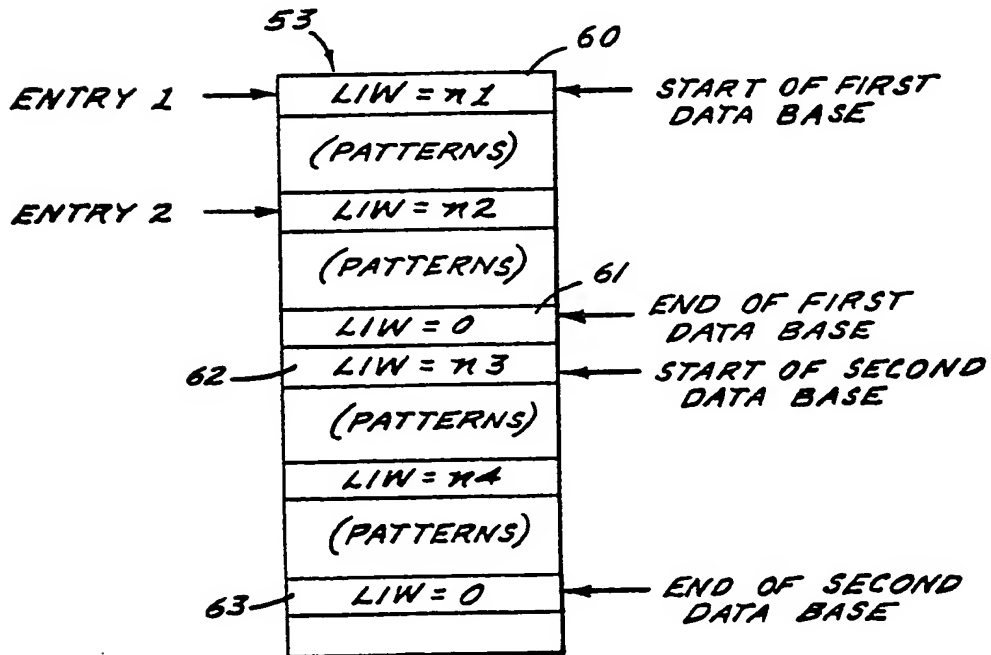 53
60
ENTRY 1
LIW = n1
START OF FIRST
DATA BASE
(PATTERNS)
ENTRY 2
LIW = n2
(PATTERNS)
61
LIW = 0
END OF FIRST
DATA BASE
62
LIW = n3
START OF SECOND
DATA BASE
(PATTERNS)
LIW = n4
(PATTERNS)
63
LIW = 0
END OF SECOND
DATA BASE